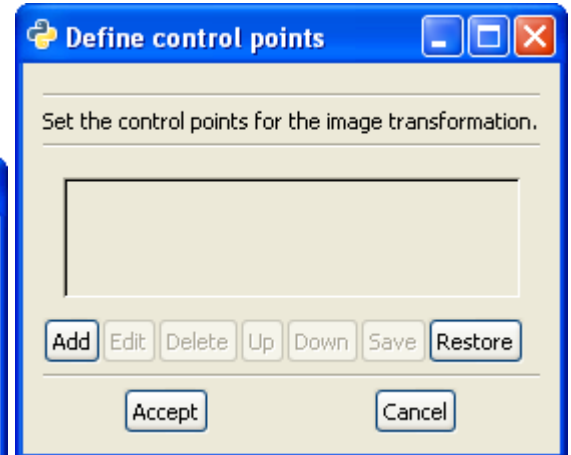 Define control points
Set the control points for the image transformation.
Add Edit Delete Up Down Save Restore
Accept Cancel